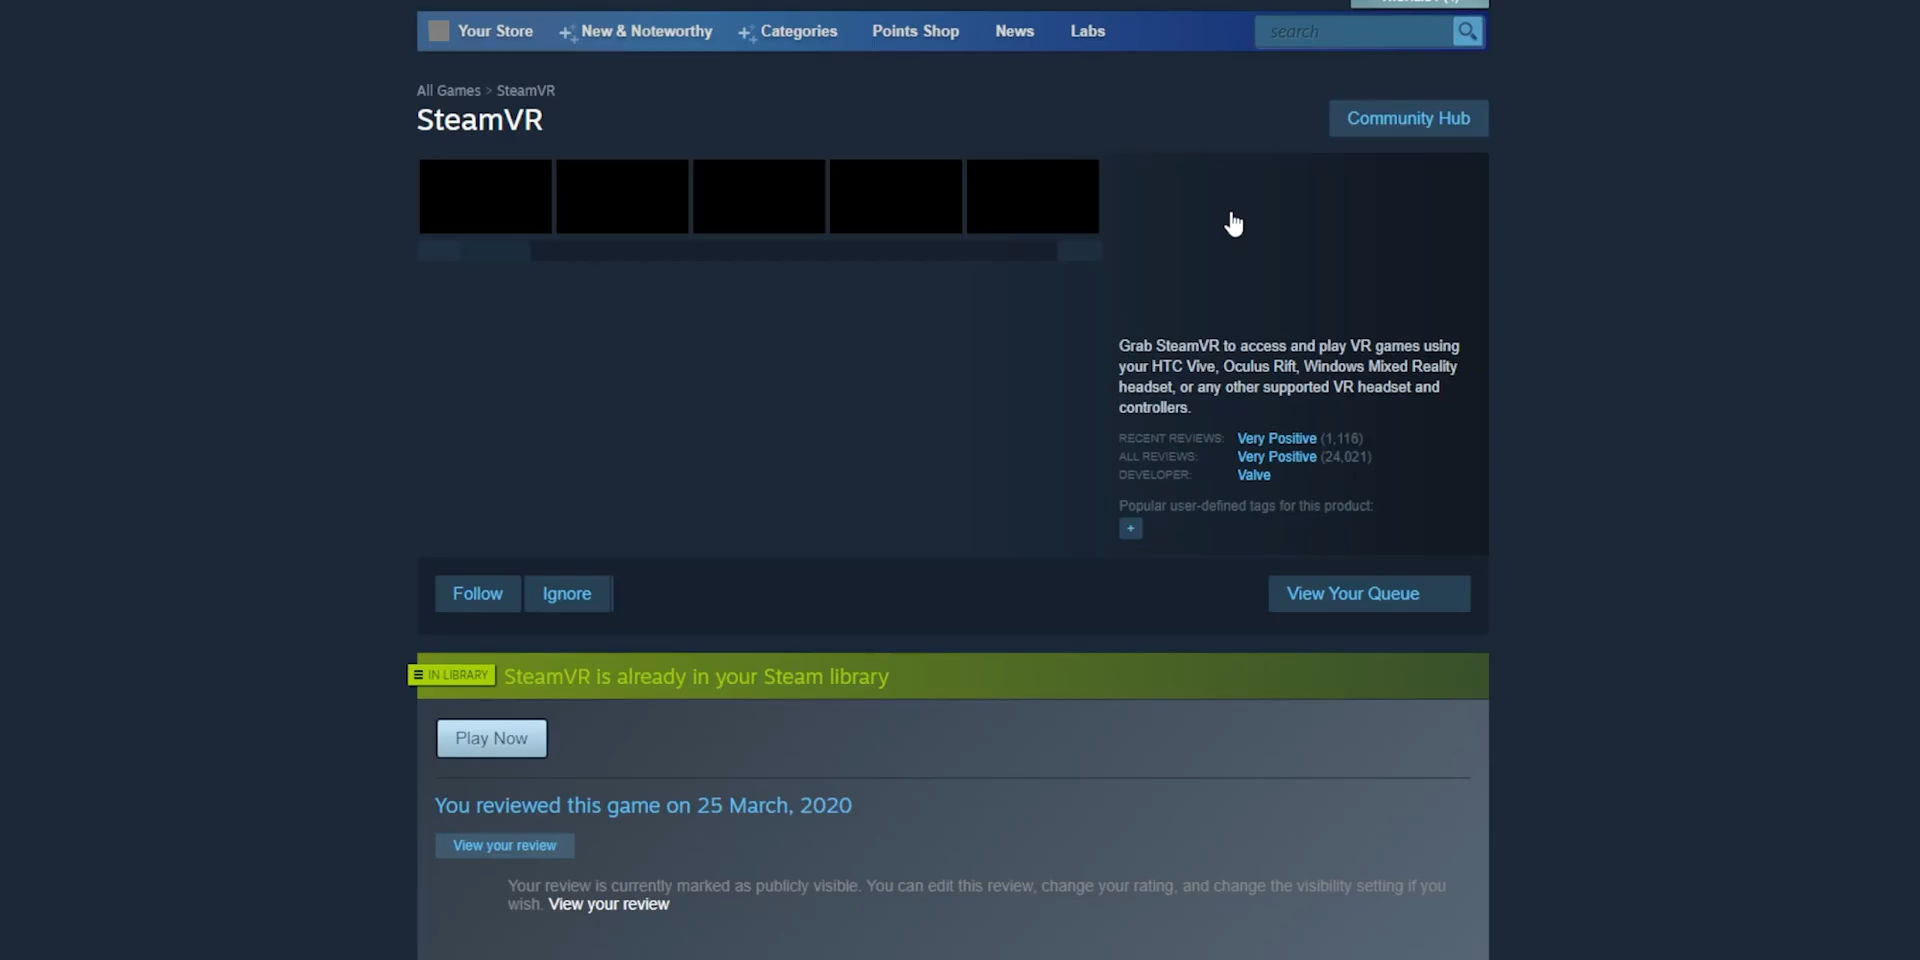 Your Store
New & Noteworthy
Categories
Points Shop
News
Labs
search
All Games > SteamVR
SteamVR
Community Hub
Grab SteamVR to access and play VR games using
your HTC Vive, Oculus Rift, Windows Mixed Reality
headset, or any other supported VR headset and
controllers.
RECENT REVIEWS: Very Positive (1,116)
ALL REVIEWS: Very Positive (24,021)
DEVELOPER: Valve
Popular user-defined tags for this product:
+
Follow
Ignore
View Your Queue
IN LIBRARY
SteamVR is already in your Steam library
Play Now
You reviewed this game on 25 March, 2020
View your review
Your review is currently marked as publicly visible. You can edit this review, change your rating, and change the visibility setting if you
wish. View your review